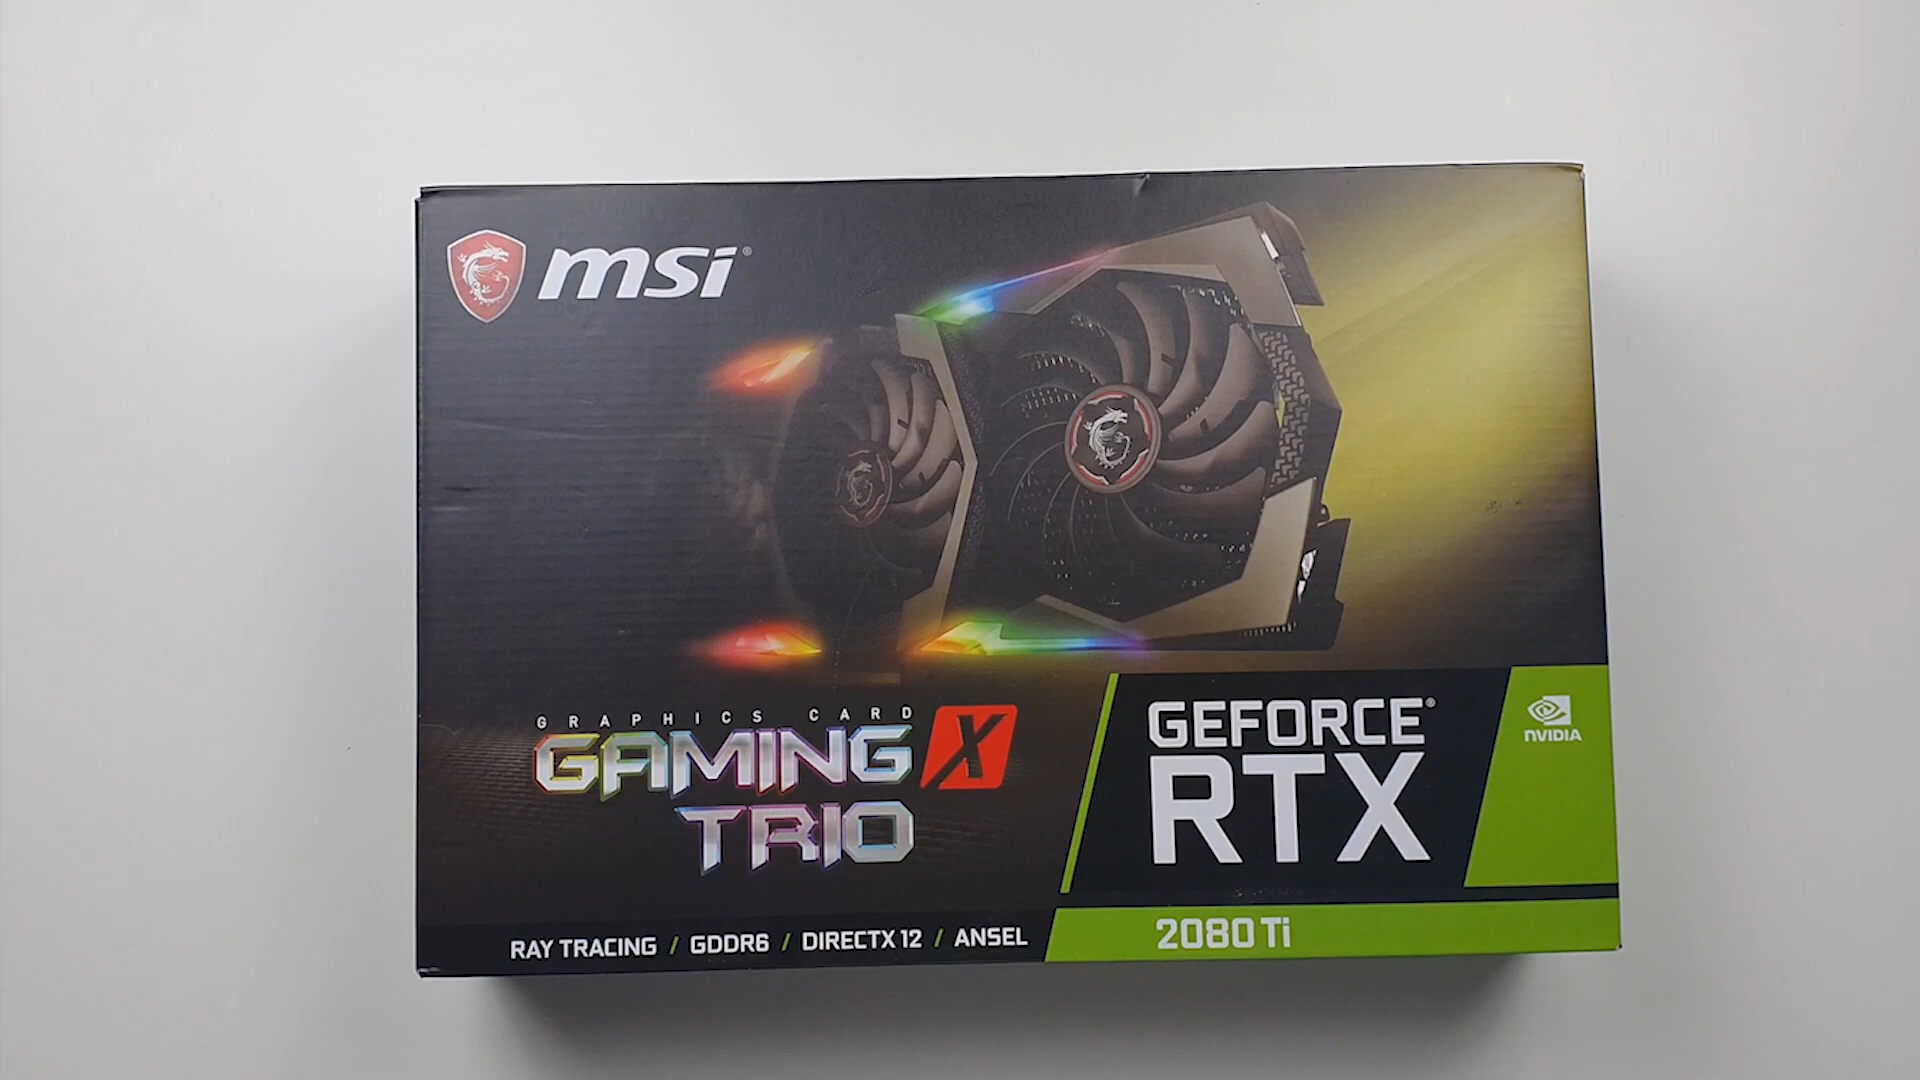 msi®
GRAPHICS CARD
GAMING X
TRIO
GEFORCE®
RTX
NVIDIA
2080 Ti
RAY TRACING / GDDR6 / DIRECTX 12 / ANSEL